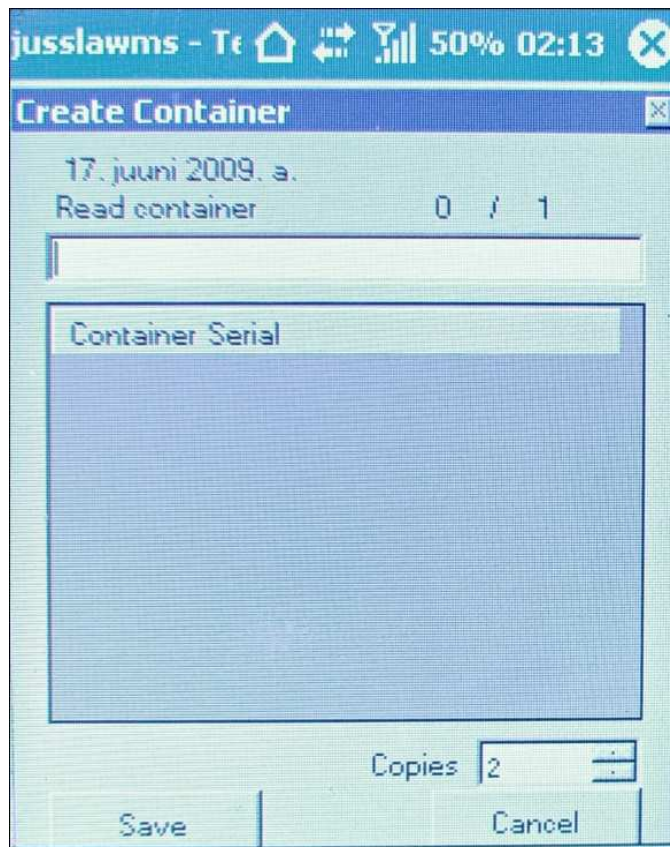 jusslawms - Te 50% 02:13
Create Container
17. juuni 2009. a.
Read container 0 / 1
Container Serial
Copies 2
Save Cancel